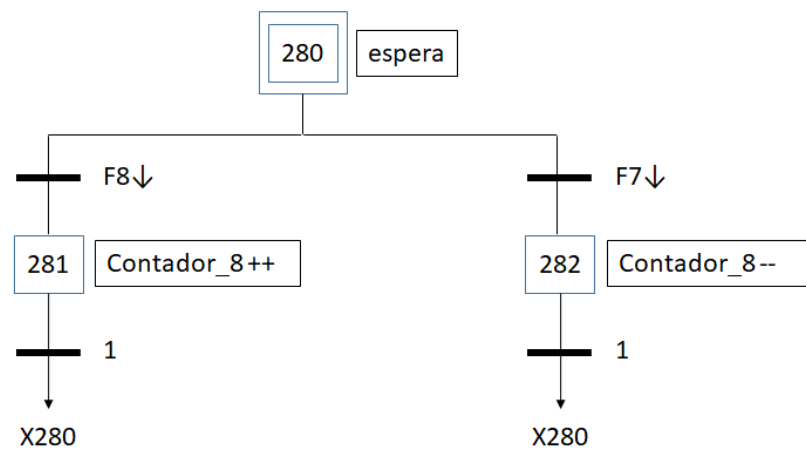 280 espera
F8↓ F7↓
281 Contador_8++ 282 Contador_8--
1 1
X280 X280